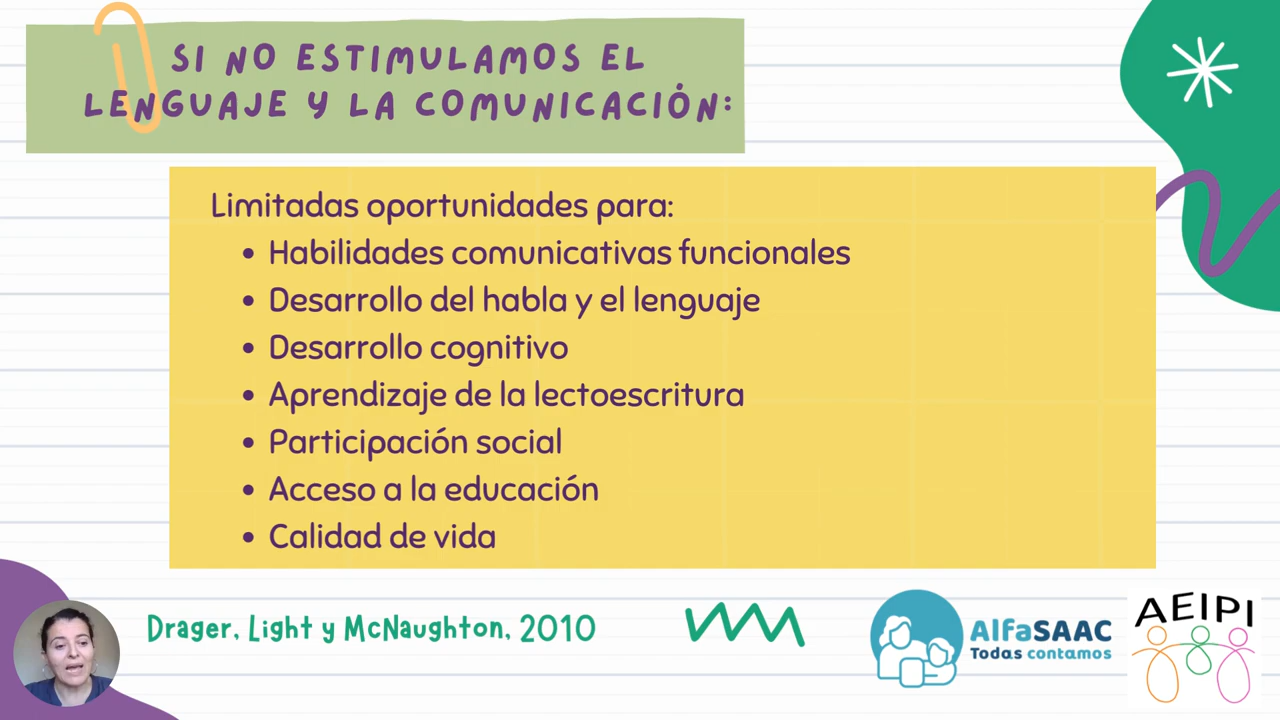 SI NO ESTIMULAMOS EL
LENGUAJE Y LA COMUNICACIÓN:
Limitadas oportunidades para:
• Habilidades comunicativas funcionales
• Desarrollo del habla y el lenguaje
• Desarrollo cognitivo
• Aprendizaje de la lectoescritura
• Participación social
• Acceso a la educación
• Calidad de vida
Drager, Light y McNaughton, 2010
AlfaSAAC
Todas contamos
AEIPI